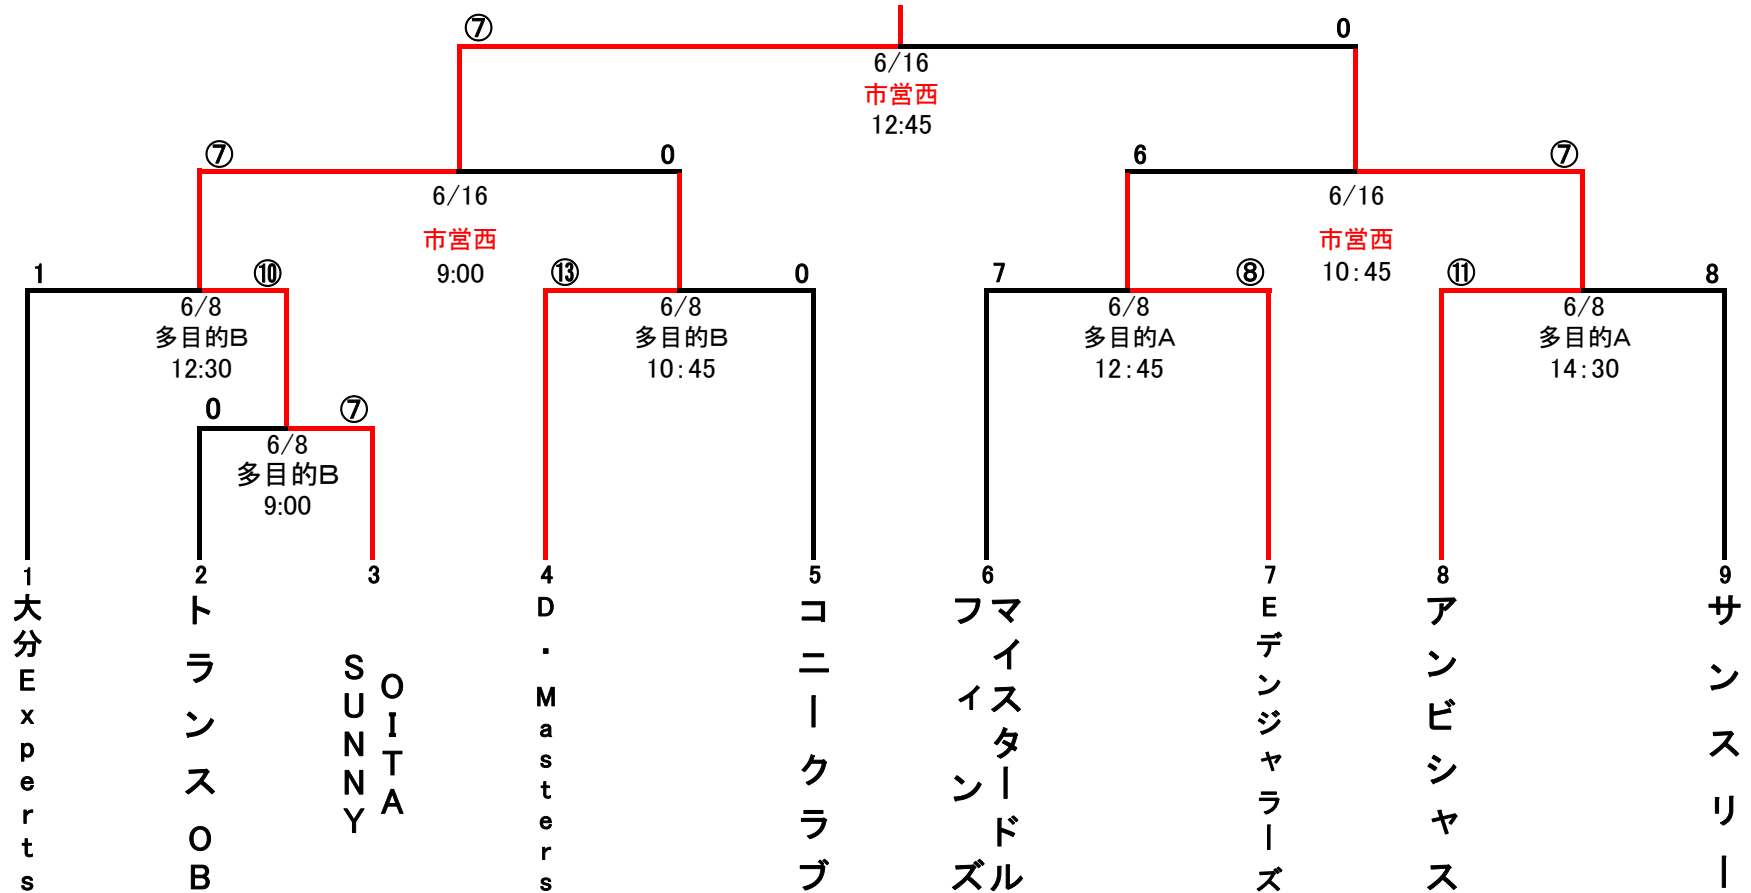 ⑦ 0
6/16
市営西
12:45
⑦ 0 6 ⑦
6/16 6/16
市営西 市営西
9:00 10:45
1 ⑩ ⑬ 0 7 ⑧ ⑪ 8
6/8 6/8 6/8 6/8
多目的B 多目的B 多目的A 多目的A
12:30 10:45 12:45 14:30
0 ⑦
6/8
多目的B
9:00
1 2 3 4 5 6 7 8 9
大分Experts
トランスOB
SUNNY
OITA
D・Masters
コニークラブ
マイスタードル
フィンズ
Eデンジャラーズ
アンビシャス
サンスリー